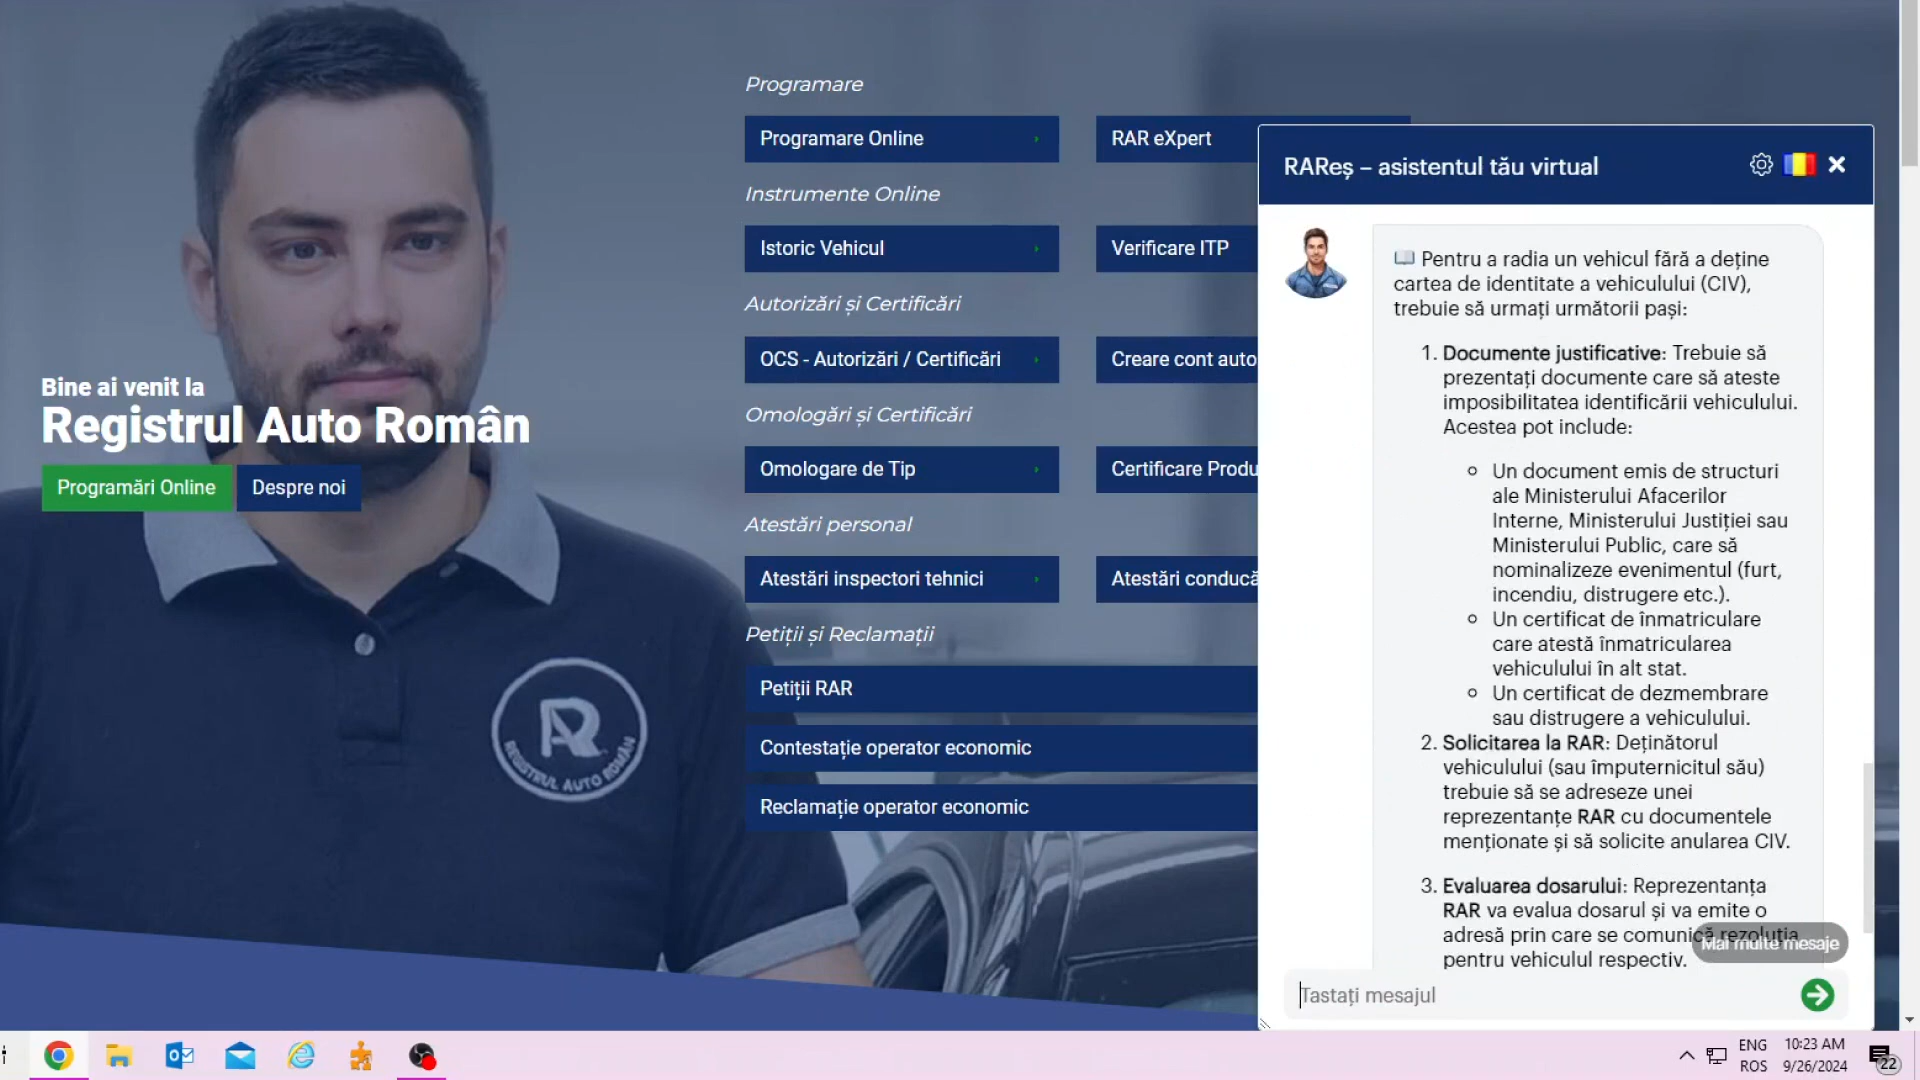 Bine ai venit la
Registrul Auto Român
Programări Online
Despre noi
REGISTRUL AUTO ROMÂN
Programare
Programare Online
RAR eXpert
Instrumente Online
Istoric Vehicul
Verificare ITP
Autorizări și Certificări
OCS - Autorizări / Certificări
Creare cont auto
Omologări și Certificări
Omologare de Tip
Certificare Produ
Atestări personal
Atestări inspectori tehnici
Atestări conducă
Petiții și Reclamații
Petiții RAR
Contestație operator economic
Reclamație operator economic
RAReș – asistentul tău virtual
Pentru a radia un vehicul fără a deține
cartea de identitate a vehiculului (CIV),
trebuie să urmați următorii pași:
1. Documente justificative: Trebuie să
prezentați documente care să ateste
imposibilitatea identificării vehiculului.
Acestea pot include:
Un document emis de structuri
ale Ministerului Afacerilor
Interne, Ministerului Justiției sau
Ministerului Public, care să
nominalizeze evenimentul (furt,
incendiu, distrugere etc.).
Un certificat de înmatriculare
care atestă înmatricularea
vehiculului în alt stat.
Un certificat de dezmembrare
sau distrugere a vehiculului.
2. Solicitarea la RAR: Deținătorul
vehiculului (sau împuternicitul său)
trebuie să se adreseze unei
reprezentanțe RAR cu documentele
menționate și să solicite anularea CIV.
3. Evaluarea dosarului: Reprezentanța
RAR va evalua dosarul și va emite o
adresă prin care se comunică rezoluția
pentru vehiculul respectiv.
Mai multe mesaje
Tastați mesajul
ENG
ROS
10:23 AM
9/26/2024
22